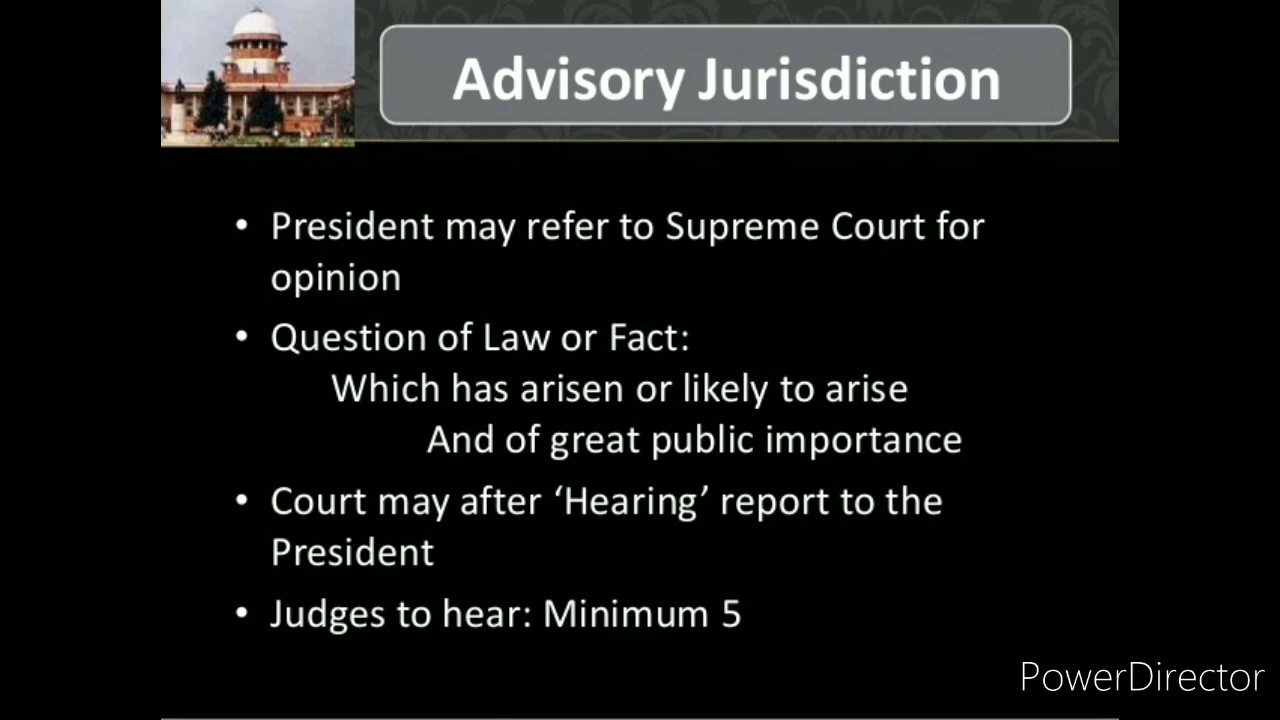 Advisory Jurisdiction
• President may refer to Supreme Court for
opinion
• Question of Law or Fact:
Which has arisen or likely to arise
And of great public importance
• Court may after ‘Hearing’ report to the
President
• Judges to hear: Minimum 5
PowerDirector